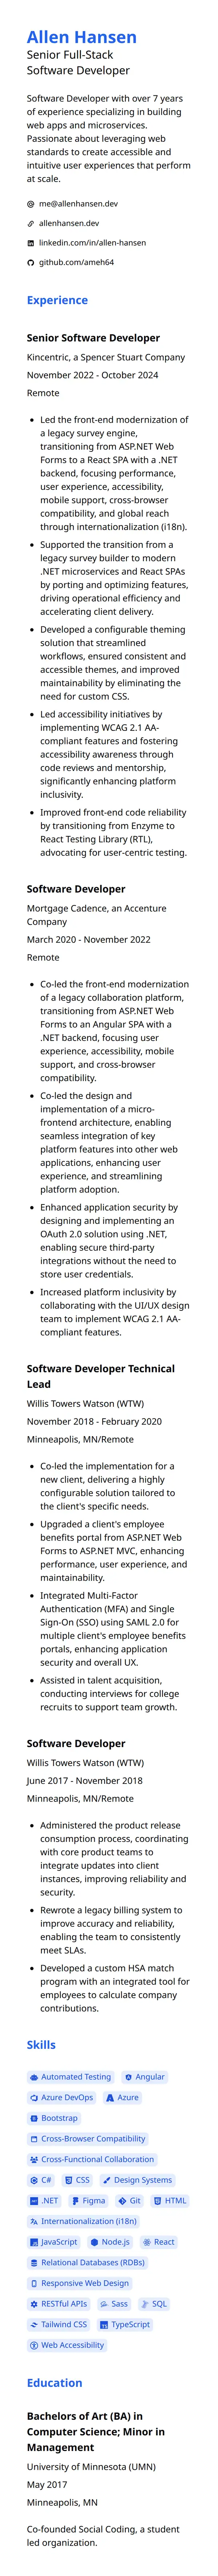 Allen Hansen
Senior Full-Stack
Software Developer
Software Developer with over 7 years
of experience specializing in building
web apps and microservices.
Passionate about leveraging web
standards to create accessible and
intuitive user experiences that perform
at scale.
me@allenhansen.dev
allenhansen.dev
linkedin.com/in/allen-hansen
github.com/ameh64
Experience
Senior Software Developer
Kincentric, a Spencer Stuart Company
November 2022 - October 2024
Remote
• Led the front-end modernization of
a legacy survey engine,
transitioning from ASP.NET Web
Forms to a React SPA with a .NET
backend, focusing performance,
user experience, accessibility,
mobile support, cross-browser
compatibility, and global reach
through internationalization (i18n).
• Supported the transition from a
legacy survey builder to modern
.NET microservices and React SPAs
by porting and optimizing features,
driving operational efficiency and
accelerating client delivery.
• Developed a configurable theming
solution that streamlined
workflows, ensured consistent and
accessible themes, and improved
maintainability by eliminating the
need for custom CSS.
• Led accessibility initiatives by
implementing WCAG 2.1 AA-
compliant features and fostering
accessibility awareness through
code reviews and mentorship,
significantly enhancing platform
inclusivity.
• Improved front-end code reliability
by transitioning from Enzyme to
React Testing Library (RTL),
advocating for user-centric testing.
Software Developer
Mortgage Cadence, an Accenture
Company
March 2020 - November 2022
Remote
• Co-led the front-end modernization
of a legacy collaboration platform,
transitioning from ASP.NET Web
Forms to an Angular SPA with a
.NET backend, focusing user
experience, accessibility, mobile
support, and cross-browser
compatibility.
• Co-led the design and
implementation of a micro-
frontend architecture, enabling
seamless integration of key
platform features into other web
applications, enhancing user
experience, and streamlining
platform adoption.
• Enhanced application security by
designing and implementing an
OAuth 2.0 solution using .NET,
enabling secure third-party
integrations without the need to
store user credentials.
• Increased platform inclusivity by
collaborating with the UI/UX design
team to implement WCAG 2.1 AA-
compliant features.
Software Developer Technical
Lead
Willis Towers Watson (WTW)
November 2018 - February 2020
Minneapolis, MN/Remote
• Co-led the implementation for a
new client, delivering a highly
configurable solution tailored to
the client's specific needs.
• Upgraded a client's employee
benefits portal from ASP.NET Web
Forms to ASP.NET MVC, enhancing
performance, user experience, and
maintainability.
• Integrated Multi-Factor
Authentication (MFA) and Single
Sign-On (SSO) using SAML 2.0 for
multiple client's employee benefits
portals, enhancing application
security and overall UX.
• Assisted in talent acquisition,
conducting interviews for college
recruits to support team growth.
Software Developer
Willis Towers Watson (WTW)
June 2017 - November 2018
Minneapolis, MN/Remote
• Administered the product release
consumption process, coordinating
with core product teams to
integrate updates into client
instances, improving reliability and
security.
• Rewrote a legacy billing system to
improve accuracy and reliability,
enabling the team to consistently
meet SLAs.
• Developed a custom HSA match
program with an integrated tool for
employees to calculate company
contributions.
Skills
Automated Testing Angular
Azure DevOps Azure
Bootstrap
Cross-Browser Compatibility
Cross-Functional Collaboration
C# CSS Design Systems
.NET Figma Git HTML
Internationalization (i18n)
JavaScript Node.js React
Relational Databases (RDBs)
Responsive Web Design
RESTful APIs Sass SQL
Tailwind CSS TypeScript
Web Accessibility
Education
Bachelors of Art (BA) in
Computer Science; Minor in
Management
University of Minnesota (UMN)
May 2017
Minneapolis, MN
Co-founded Social Coding, a student
led organization.